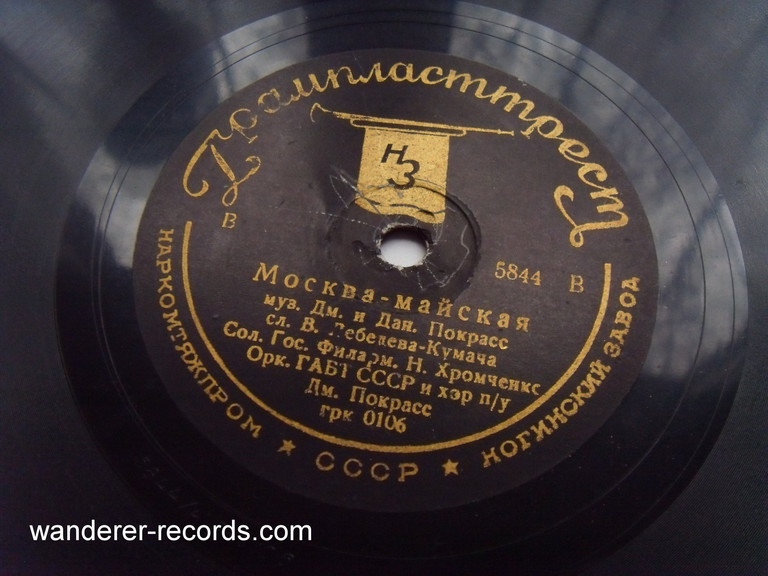 Грампласттрест
НЗ
В
5844 В
Москва-майская
муз. Дм. и Дан. Покрасс
сл. В. Лебедева-Кумача
Сол. Гос. Филарм. Н. Хромченко
Орк. ГАБТ СССР и хэр п/у
Дм. Покрасс
грк 0106
НАРКОМТЯЖПРОМ ★ СССР ★ НОГИНСКИЙ ЗАВОД
wanderer-records.com